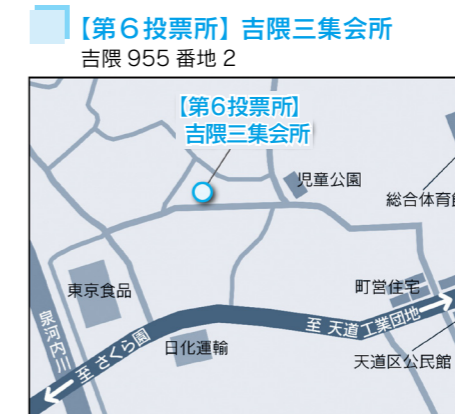 【第6投票所】吉隈三集会所
吉隈 955 番地 2
【第6投票所】
吉隈三集会所
児童公園
総合体育館
東京食品
町営住宅
泉河内川
至 さくら園
日化運輸
至 天道工業団地
天道区公民館